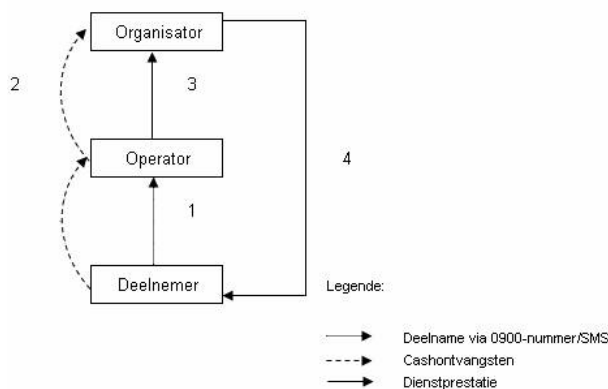 Organisator
2
3
Operator
4
1
Deelnemer
Legende:
Deelname via 0900-nummer/SMS
Cashontvangsten
Dienstprestatie